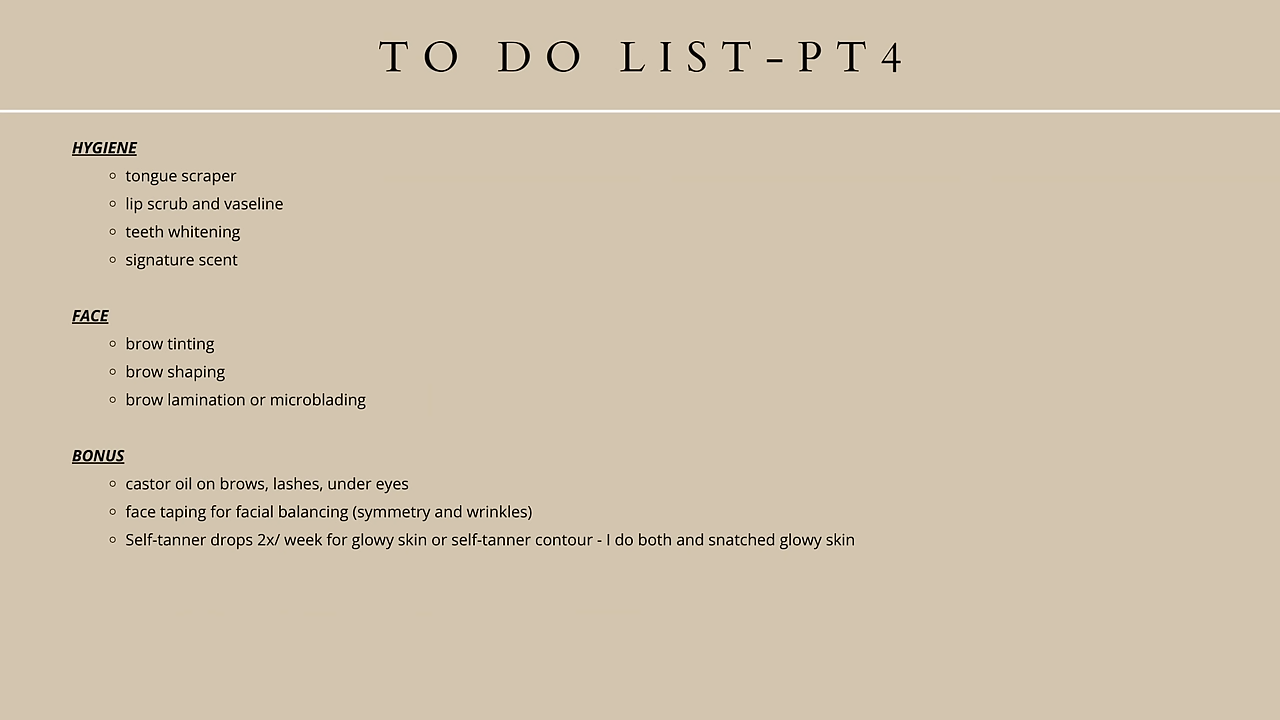 TO DO LIST-PT4
HYGIENE
tongue scraper
lip scrub and vaseline
teeth whitening
signature scent
FACE
brow tinting
brow shaping
brow lamination or microblading
BONUS
castor oil on brows, lashes, under eyes
face taping for facial balancing (symmetry and wrinkles)
Self-tanner drops 2x/ week for glowy skin or self-tanner contour - I do both and snatched glowy skin